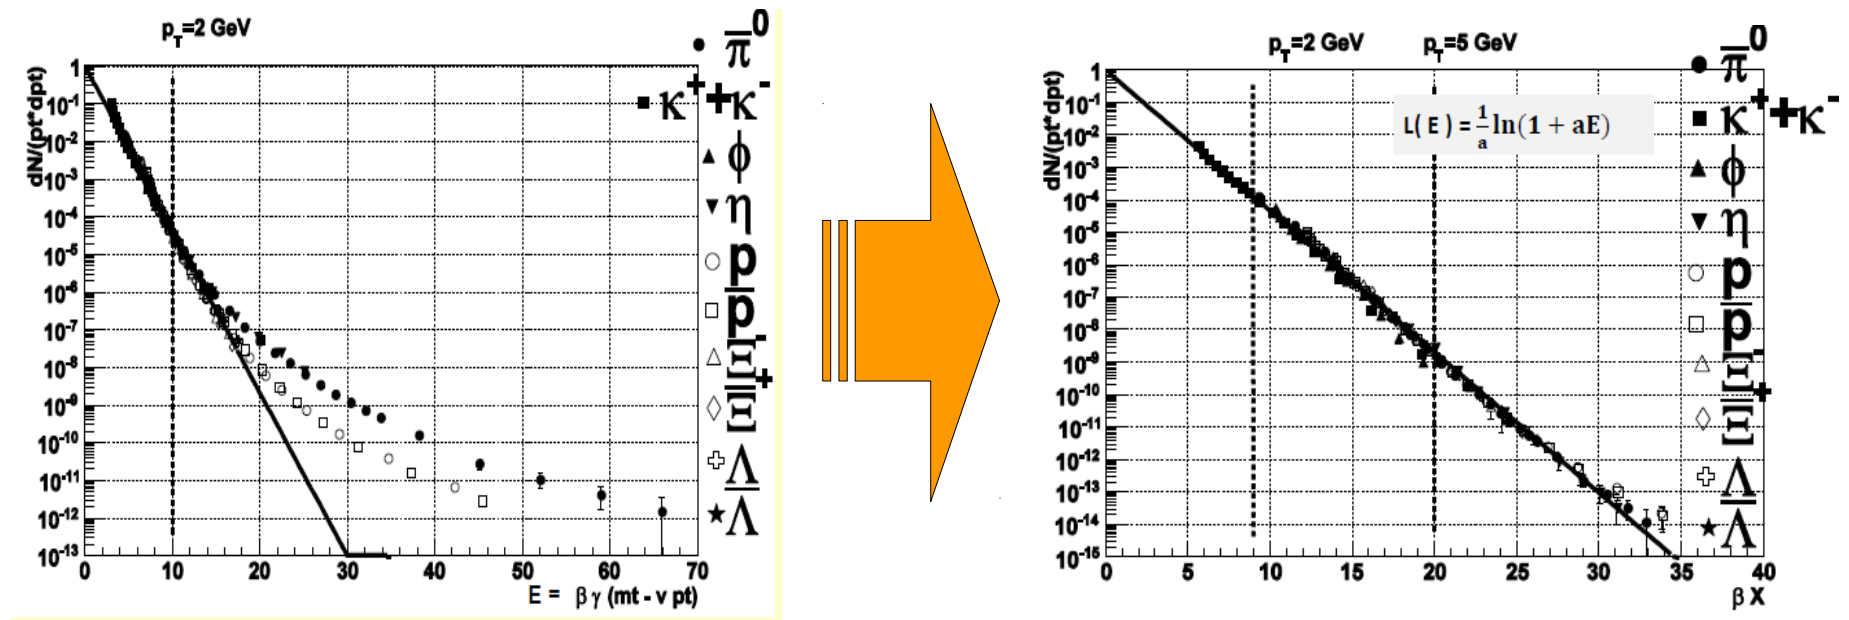 p_T=2 GeV
dN/(pt*dpt)
1
10^-1
10^-2
10^-3
10^-4
10^-5
10^-6
10^-7
10^-8
10^-9
10^-10
10^-11
10^-12
10^-13
0 10 20 30 40 50 60 70
E = β γ (mt - v pt)
π^0
κ^+ + κ^-
ϕ
η
p
p̅
Ξ^-
Ξ̅^+
Λ
Λ̅
p_T=2 GeV p_T=5 GeV
dN/(pt*dpt)
1
10^-1
10^-2
10^-3
10^-4
10^-5
10^-6
10^-7
10^-8
10^-9
10^-10
10^-11
10^-12
10^-13
10^-14
10^-15
0 5 10 15 20 25 30 35 40
β X
L( E ) = 1/a ln(1 + aE)
π^0
κ^+ + κ^-
ϕ
η
p
p̅
Ξ^-
Ξ̅^+
Λ
Λ̅